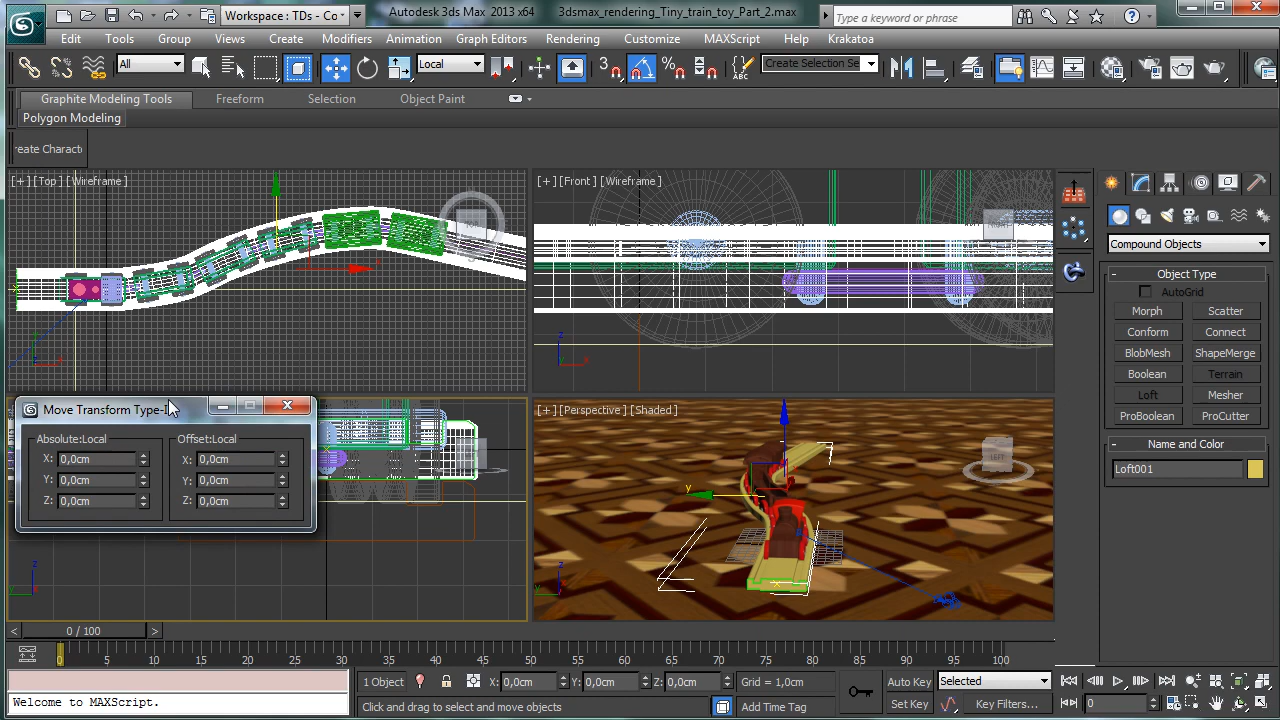 Workspace : TDs - Co
Autodesk 3ds Max 2013 x64
3dsmax_rendering_Tiny_train_toy_Part_2.max
Type a keyword or phrase
Edit Tools Group Views Create Modifiers Animation Graph Editors Rendering Customize MAXScript Help Krakatoa
All
Local
3
Create Selection Se
Graphite Modeling Tools Freeform Selection Object Paint
Polygon Modeling
reate Charact
[+] [Top] [Wireframe]
[+] [Front] [Wireframe]
TOP
RIGHT
Compound Objects
- Object Type
AutoGrid
Morph Scatter
Conform Connect
BlobMesh ShapeMerge
Boolean Terrain
Loft Mesher
ProBoolean ProCutter
- Name and Color
Loft001
Move Transform Type-I
Absolute:Local Offset:Local
X: 0,0cm X: 0,0cm
Y: 0,0cm Y: 0,0cm
Z: 0,0cm Z: 0,0cm
[+] [Perspective] [Shaded]
LEFT
< 0 / 100 >
0 5 10 15 20 25 30 35 40 45 50 55 60 65 70 75 80 85 90 95 100
1 Object X: 0,0cm Y: 0,0cm Z: 0,0cm Grid = 1,0cm Auto Key Selected
Welcome to MAXScript. Click and drag to select and move objects Add Time Tag Set Key Key Filters... 0